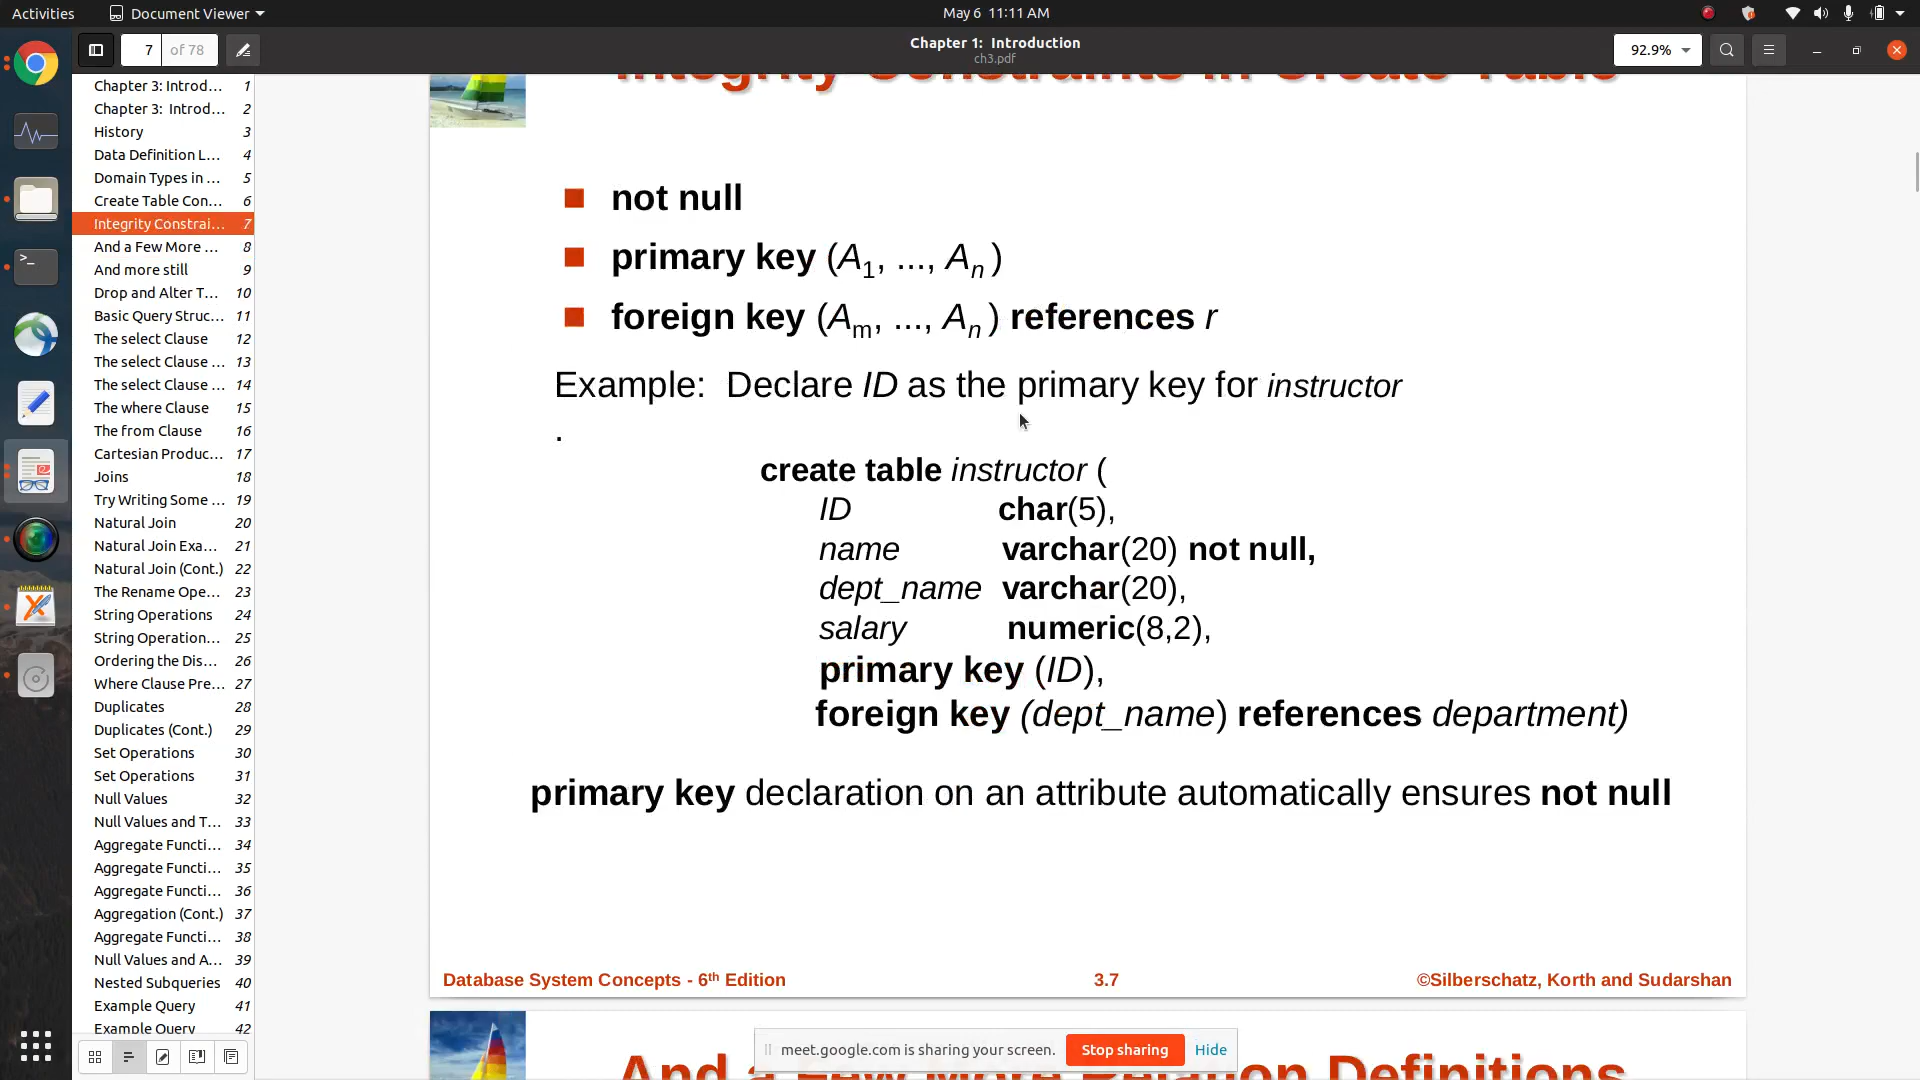 Activities
Document Viewer
May 6 11:11 AM
7 of 78
Chapter 1: Introduction
ch3.pdf
92.9%
Chapter 3: Introd... 1
Chapter 3: Introd... 2
History 3
Data Definition L... 4
Domain Types in ... 5
Create Table Con... 6
Integrity Constrai... 7
And a Few More ... 8
And more still 9
Drop and Alter T... 10
Basic Query Struc... 11
The select Clause 12
The select Clause ... 13
The select Clause ... 14
The where Clause 15
The from Clause 16
Cartesian Produc... 17
Joins 18
Try Writing Some ... 19
Natural Join 20
Natural Join Exa... 21
Natural Join (Cont.) 22
The Rename Ope... 23
String Operations 24
String Operation... 25
Ordering the Dis... 26
Where Clause Pre... 27
Duplicates 28
Duplicates (Cont.) 29
Set Operations 30
Set Operations 31
Null Values 32
Null Values and T... 33
Aggregate Functi... 34
Aggregate Functi... 35
Aggregate Functi... 36
Aggregation (Cont.) 37
Aggregate Functi... 38
Null Values and A... 39
Nested Subqueries 40
Example Query 41
Example Query 42
Integrity Constraints in Create Table
not null
primary key (A1, ..., An )
foreign key (Am, ..., An ) references r
Example: Declare ID as the primary key for instructor
.
create table instructor (
ID char(5),
name varchar(20) not null,
dept_name varchar(20),
salary numeric(8,2),
primary key (ID),
foreign key (dept_name) references department)
primary key declaration on an attribute automatically ensures not null
Database System Concepts - 6th Edition
3.7
©Silberschatz, Korth and Sudarshan
And a Few More Relation Definitions
meet.google.com is sharing your screen.
Stop sharing
Hide